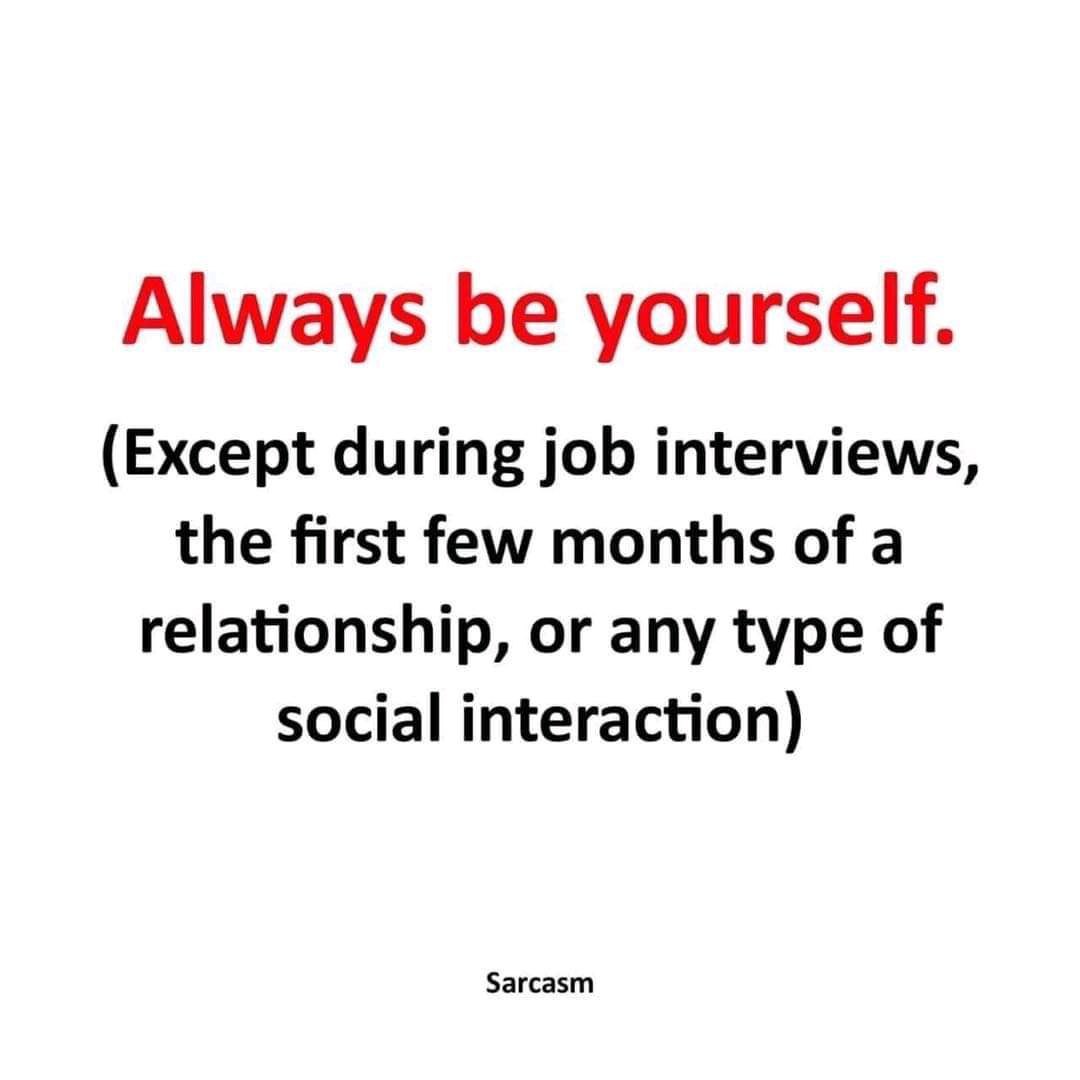 Always be yourself.
(Except during job interviews,
the first few months of a
relationship, or any type of
social interaction)
Sarcasm